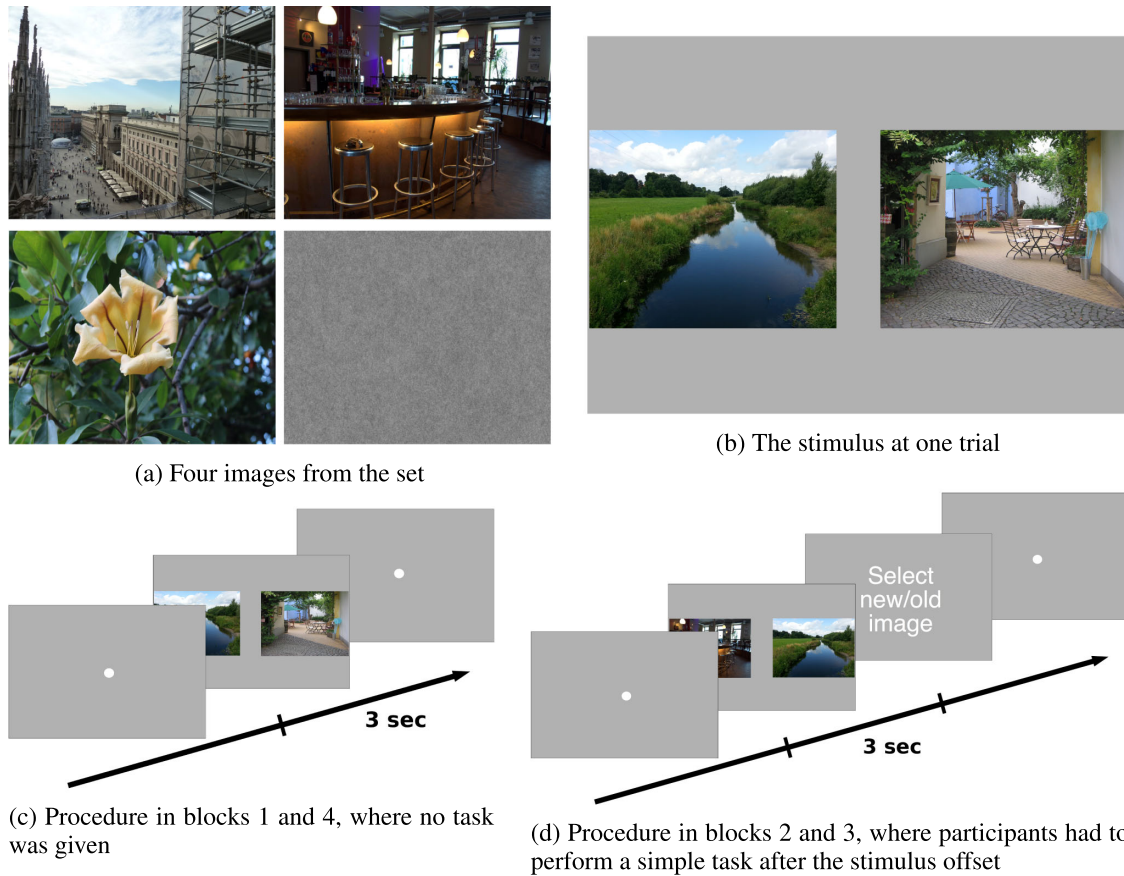 (a) Four images from the set
(b) The stimulus at one trial
3 sec
(c) Procedure in blocks 1 and 4, where no task
was given
Select
new/old
image
3 sec
(d) Procedure in blocks 2 and 3, where participants had to
perform a simple task after the stimulus offset